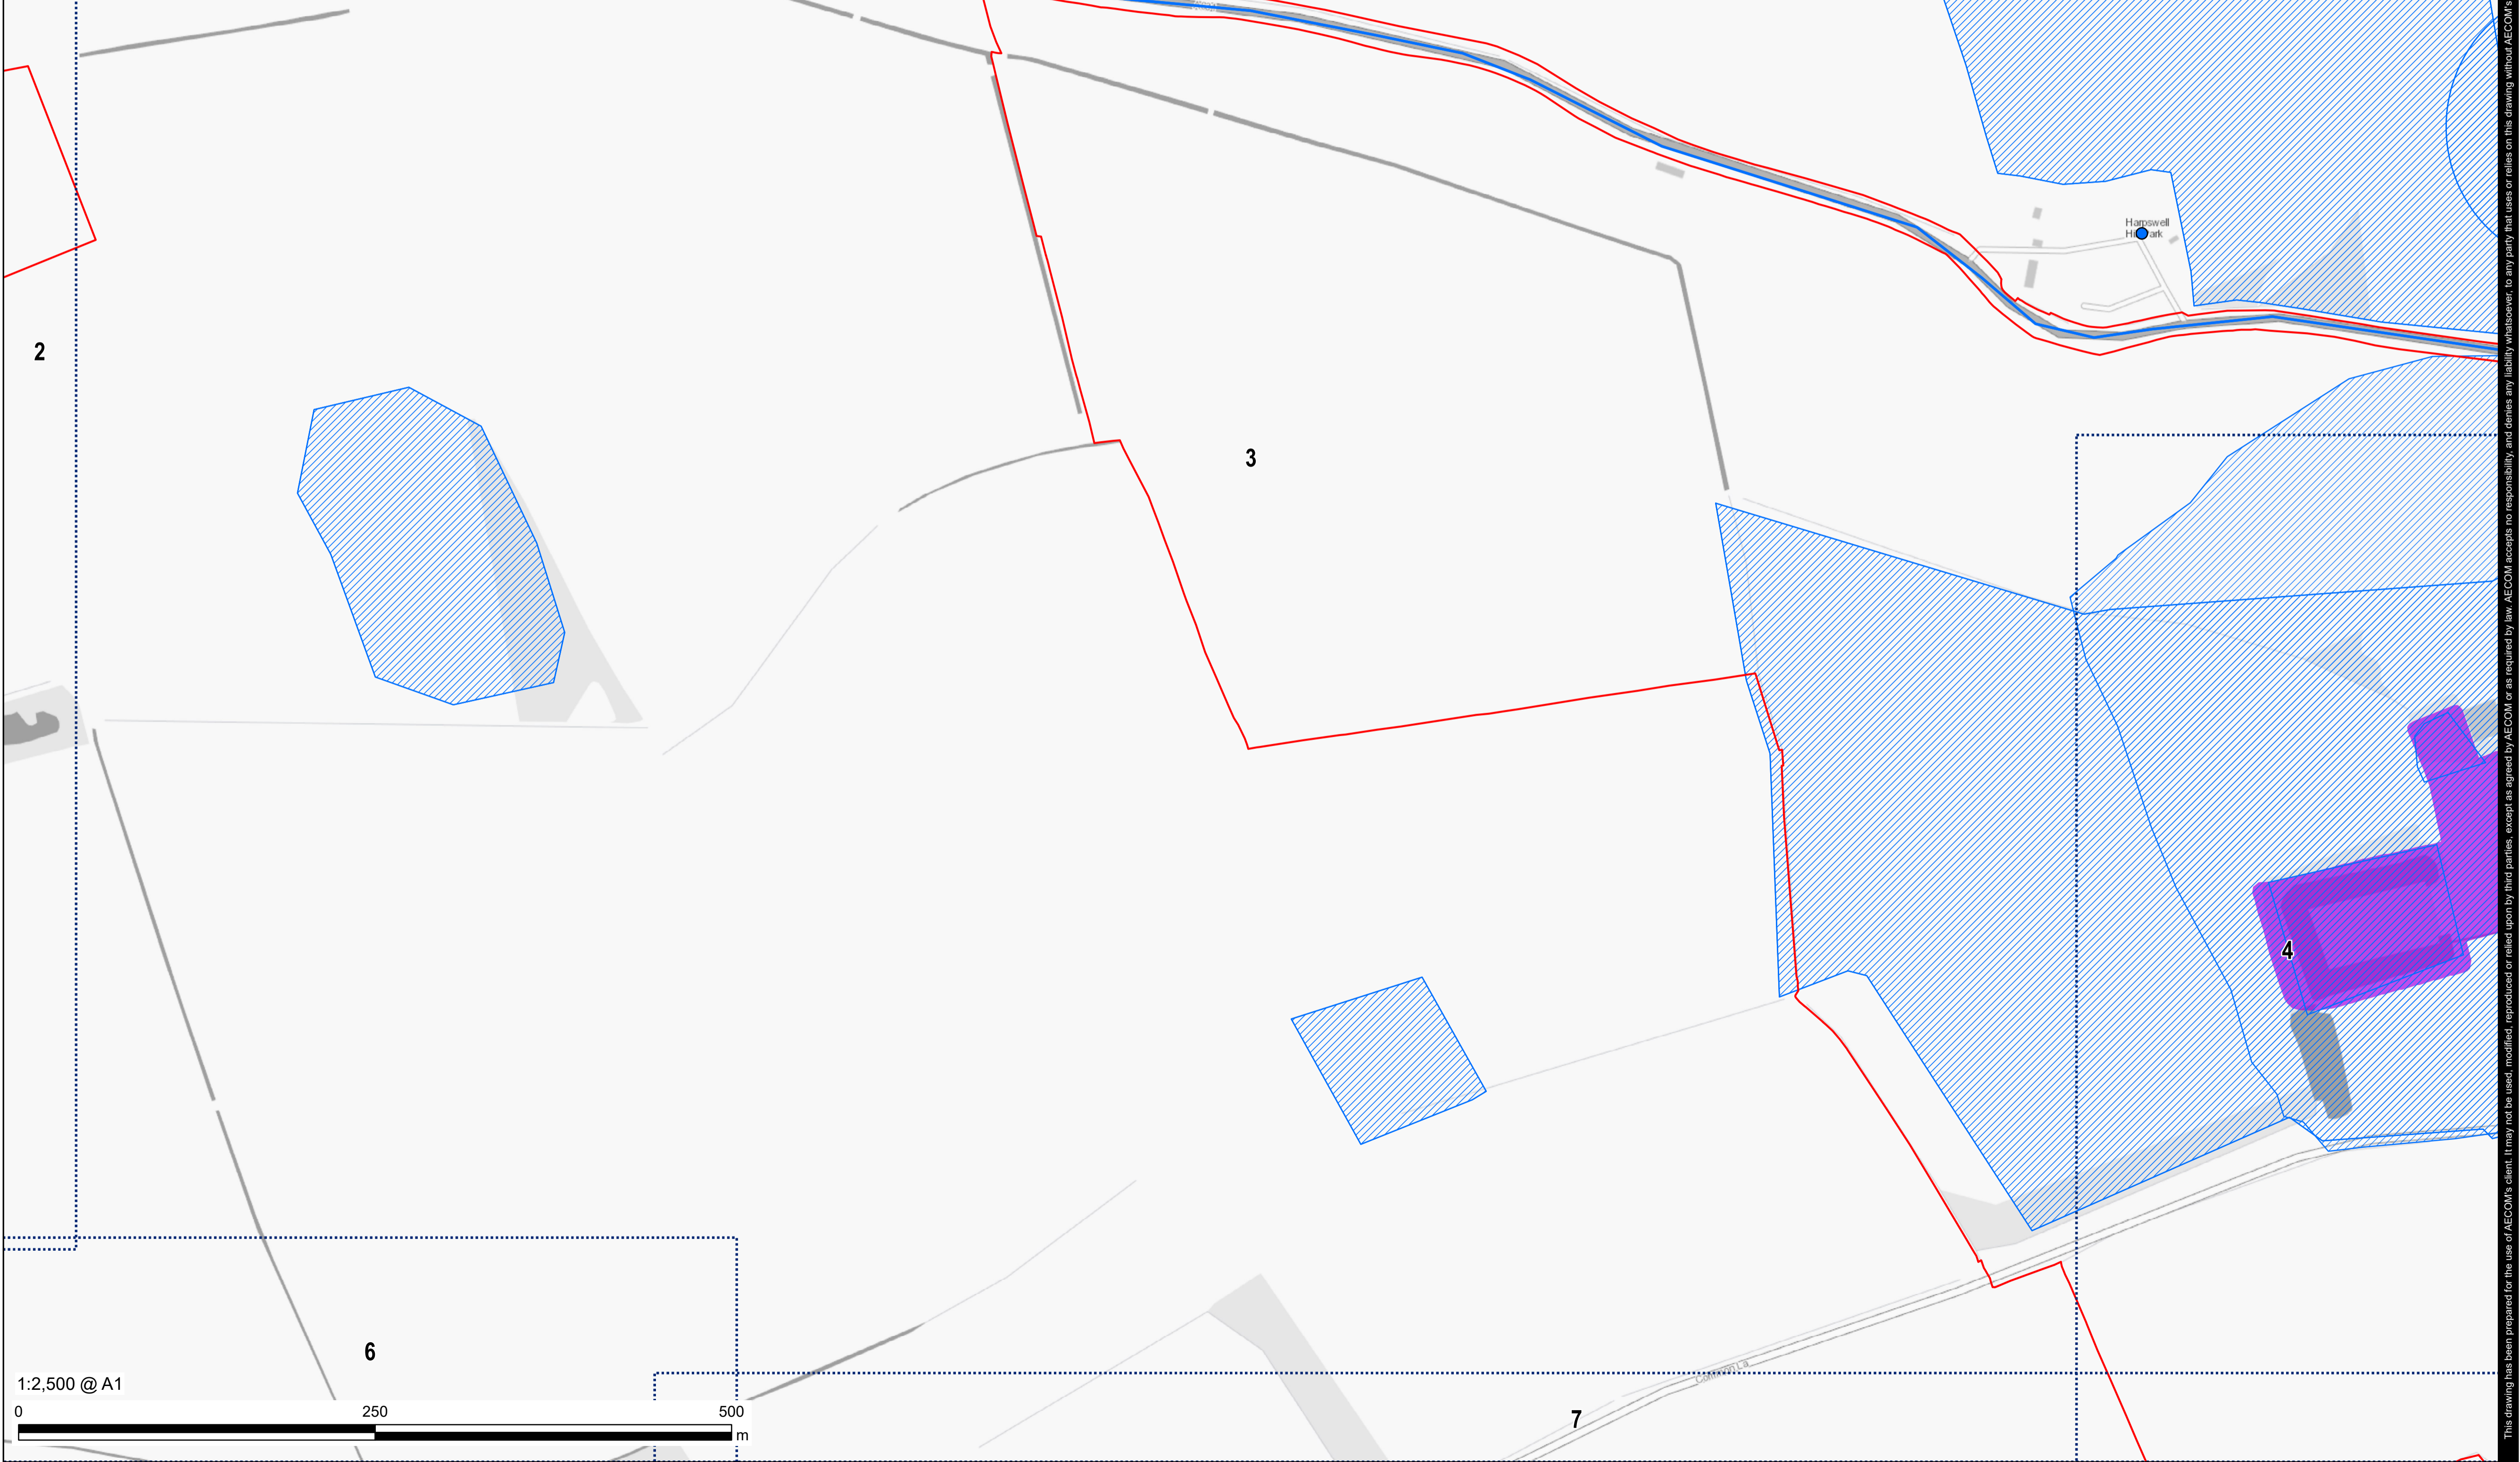 Harpswell
Hill Park
2
3
4
6
1:2,500 @ A1
0 250 500
m
7
Common La
This drawing has been prepared for the use of AECOM's client. It may not be used, modified, reproduced or relied upon by third parties, except as agreed by AECOM or as required by law. AECOM accepts no responsibility, and denies any liability whatsoever, to any party that uses or relies on this drawing without AECOM's